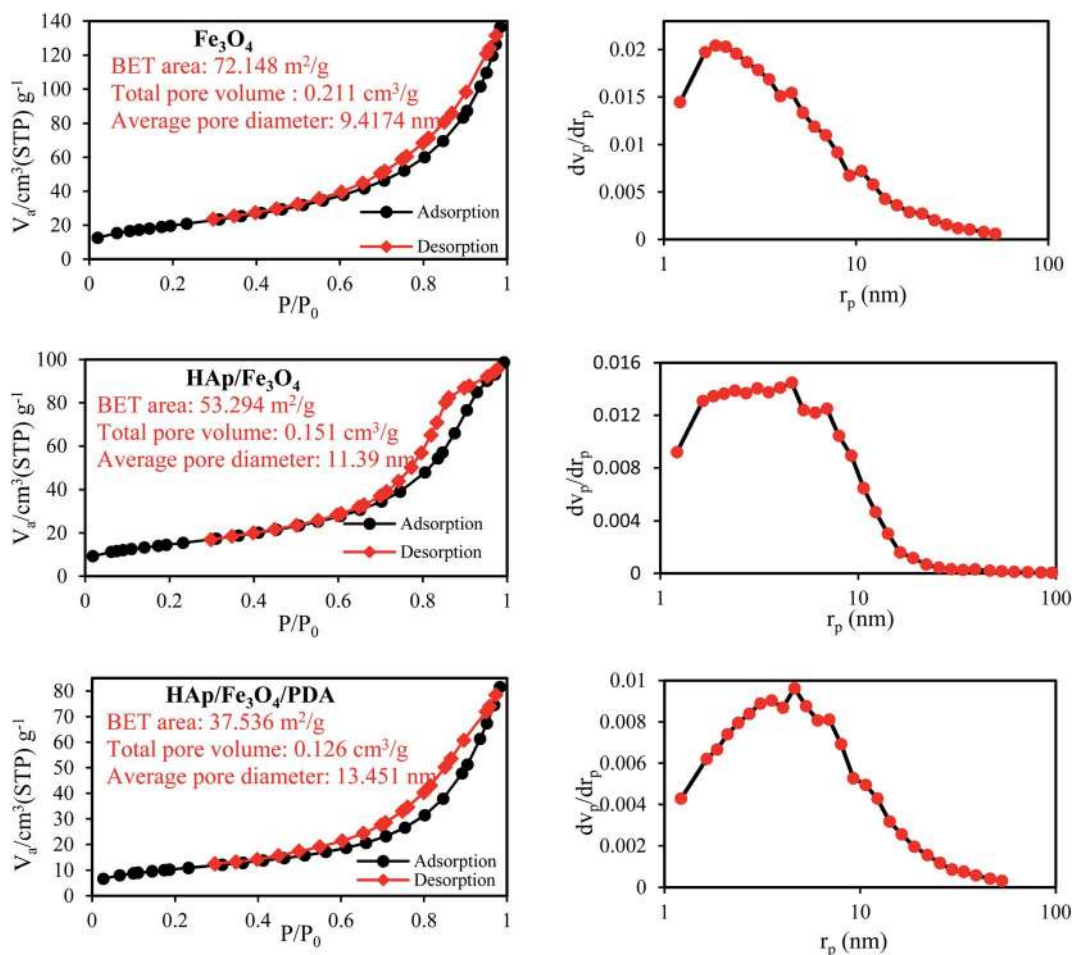 Fe₃O₄
BET area: 72.148 m²/g
Total pore volume : 0.211 cm³/g
Average pore diameter: 9.4174 nm
Adsorption
Desorption
Vₐ/cm³(STP) g⁻¹
140
120
100
80
60
40
20
0
0 0.2 0.4 0.6 0.8 1
P/P₀
dvₚ/drₚ
0.02
0.015
0.01
0.005
0
1 10 100
rₚ (nm)
HAp/Fe₃O₄
BET area: 53.294 m²/g
Total pore volume: 0.151 cm³/g
Average pore diameter: 11.39 nm
Adsorption
Desorption
Vₐ/cm³(STP) g⁻¹
100
80
60
40
20
0
0 0.2 0.4 0.6 0.8 1
P/P₀
dvₚ/drₚ
0.016
0.012
0.008
0.004
0
1 10 100
rₚ (nm)
HAp/Fe₃O₄/PDA
BET area: 37.536 m²/g
Total pore volume: 0.126 cm³/g
Average pore diameter: 13.451 nm
Adsorption
Desorption
Vₐ/cm³(STP) g⁻¹
80
70
60
50
40
30
20
10
0
0 0.2 0.4 0.6 0.8 1
P/P₀
dvₚ/drₚ
0.01
0.008
0.006
0.004
0.002
0
1 10 100
rₚ (nm)